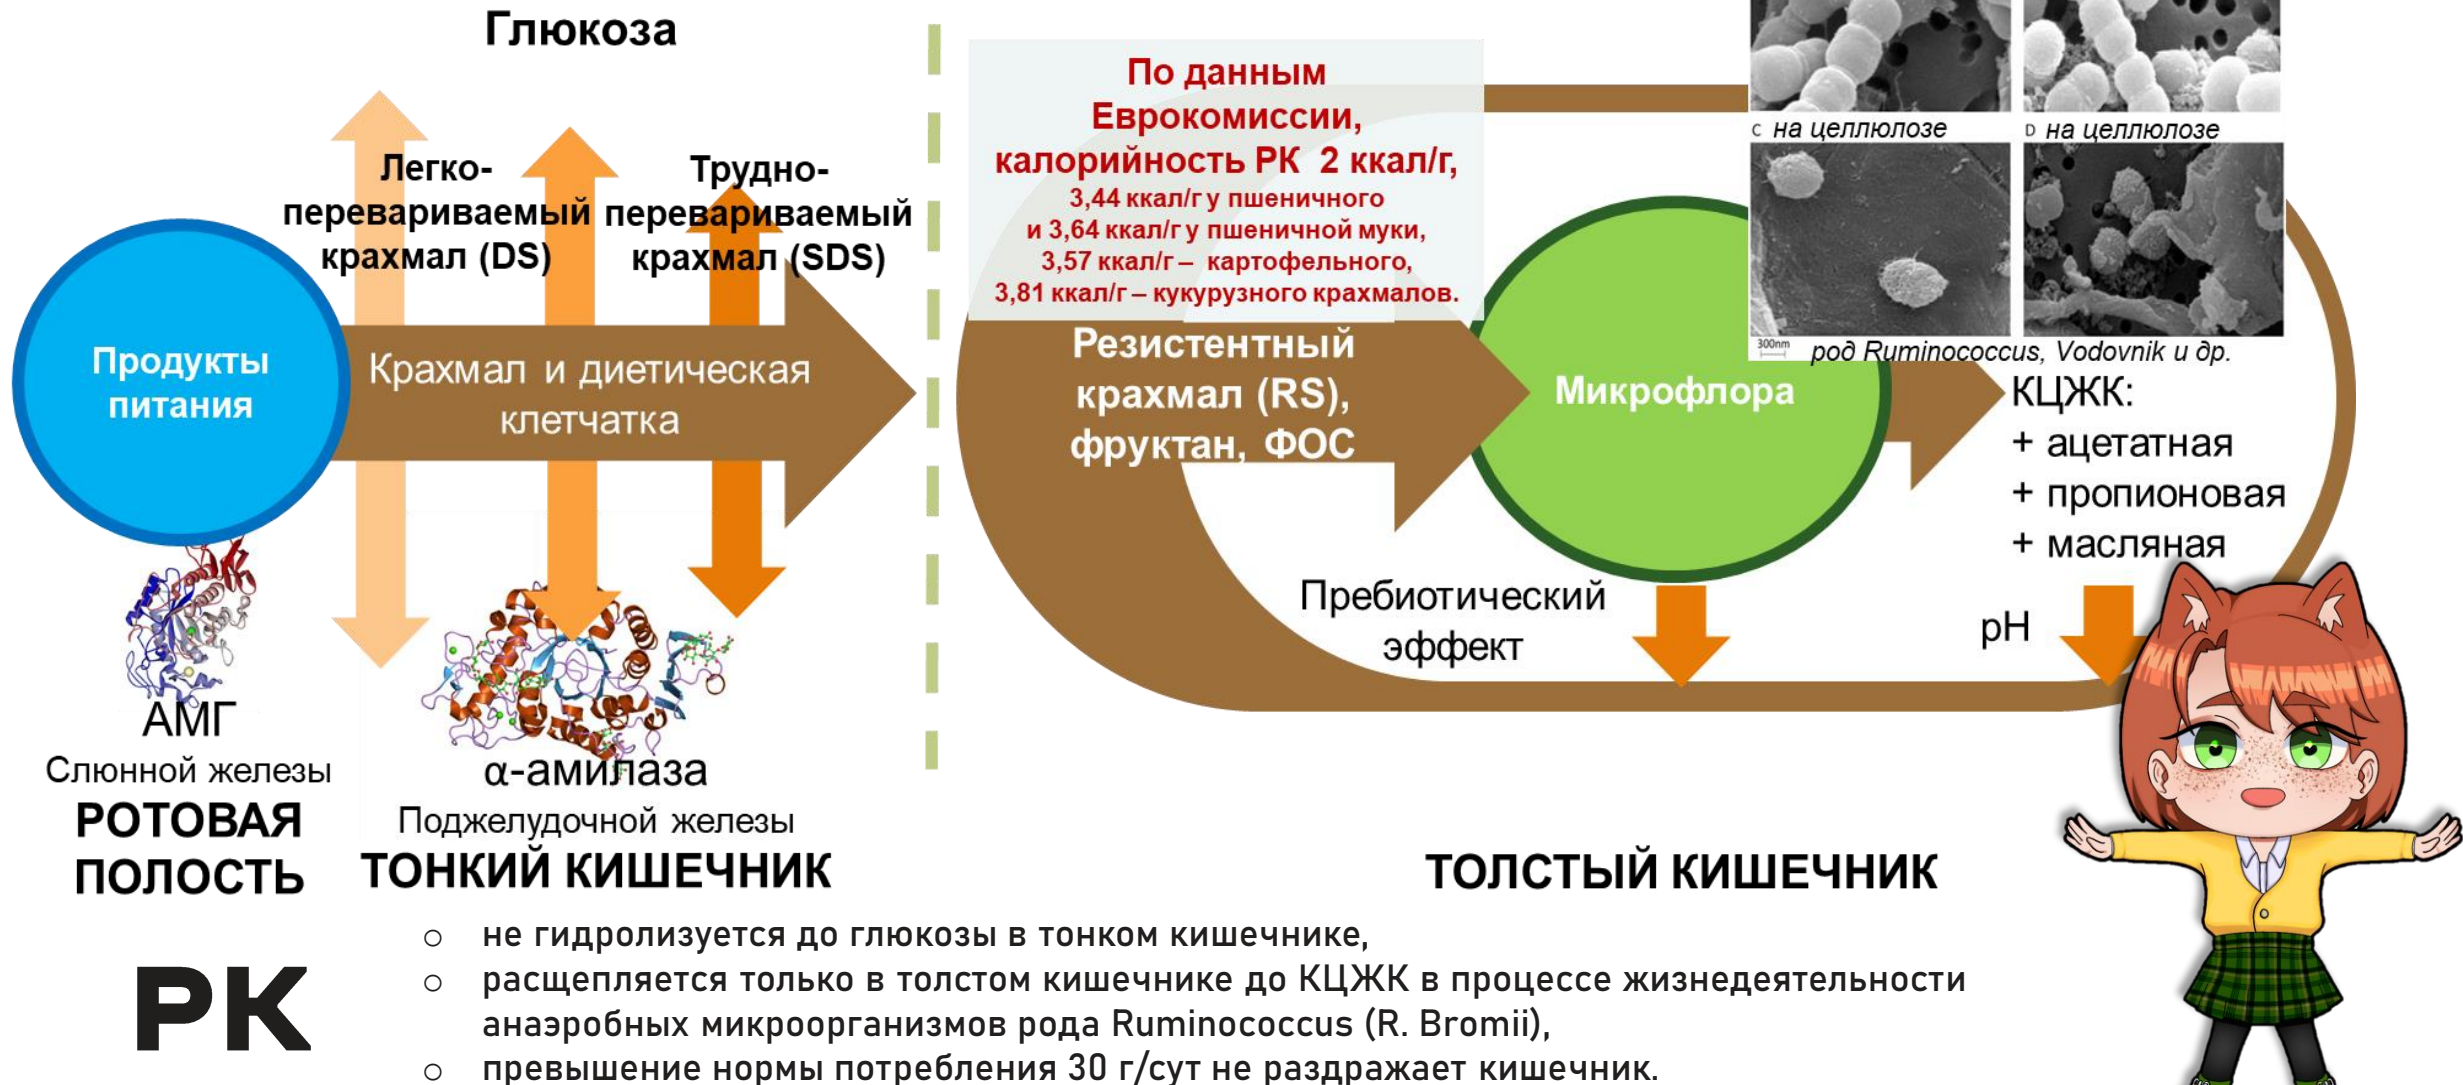 Глюкоза
Легко-
перевариваемый
крахмал (DS)
Трудно-
перевариваемый
крахмал (SDS)
Продукты
питания
Крахмал и диетическая
клетчатка
АМГ
Слюнной железы
РОТОВАЯ
ПОЛОСТЬ
α-амилаза
Поджелудочной железы
ТОНКИЙ КИШЕЧНИК
По данным
Еврокомиссии,
калорийность РК 2 ккал/г,
3,44 ккал/г у пшеничного
и 3,64 ккал/г у пшеничной муки,
3,57 ккал/г – картофельного,
3,81 ккал/г – кукурузного крахмалов.
Резистентный
крахмал (RS),
фруктан, ФОС
Микрофлора
C на целлюлозе
D на целлюлозе
300nm
род Ruminococcus, Vodovnik и др.
КЦЖК:
+ ацетатная
+ пропионовая
+ масляная
Пребиотический
эффект
pH
ТОЛСТЫЙ КИШЕЧНИК
РК
○ не гидролизуется до глюкозы в тонком кишечнике,
○ расщепляется только в толстом кишечнике до КЦЖК в процессе жизнедеятельности
анаэробных микроорганизмов рода Ruminococcus (R. Bromii),
○ превышение нормы потребления 30 г/сут не раздражает кишечник.